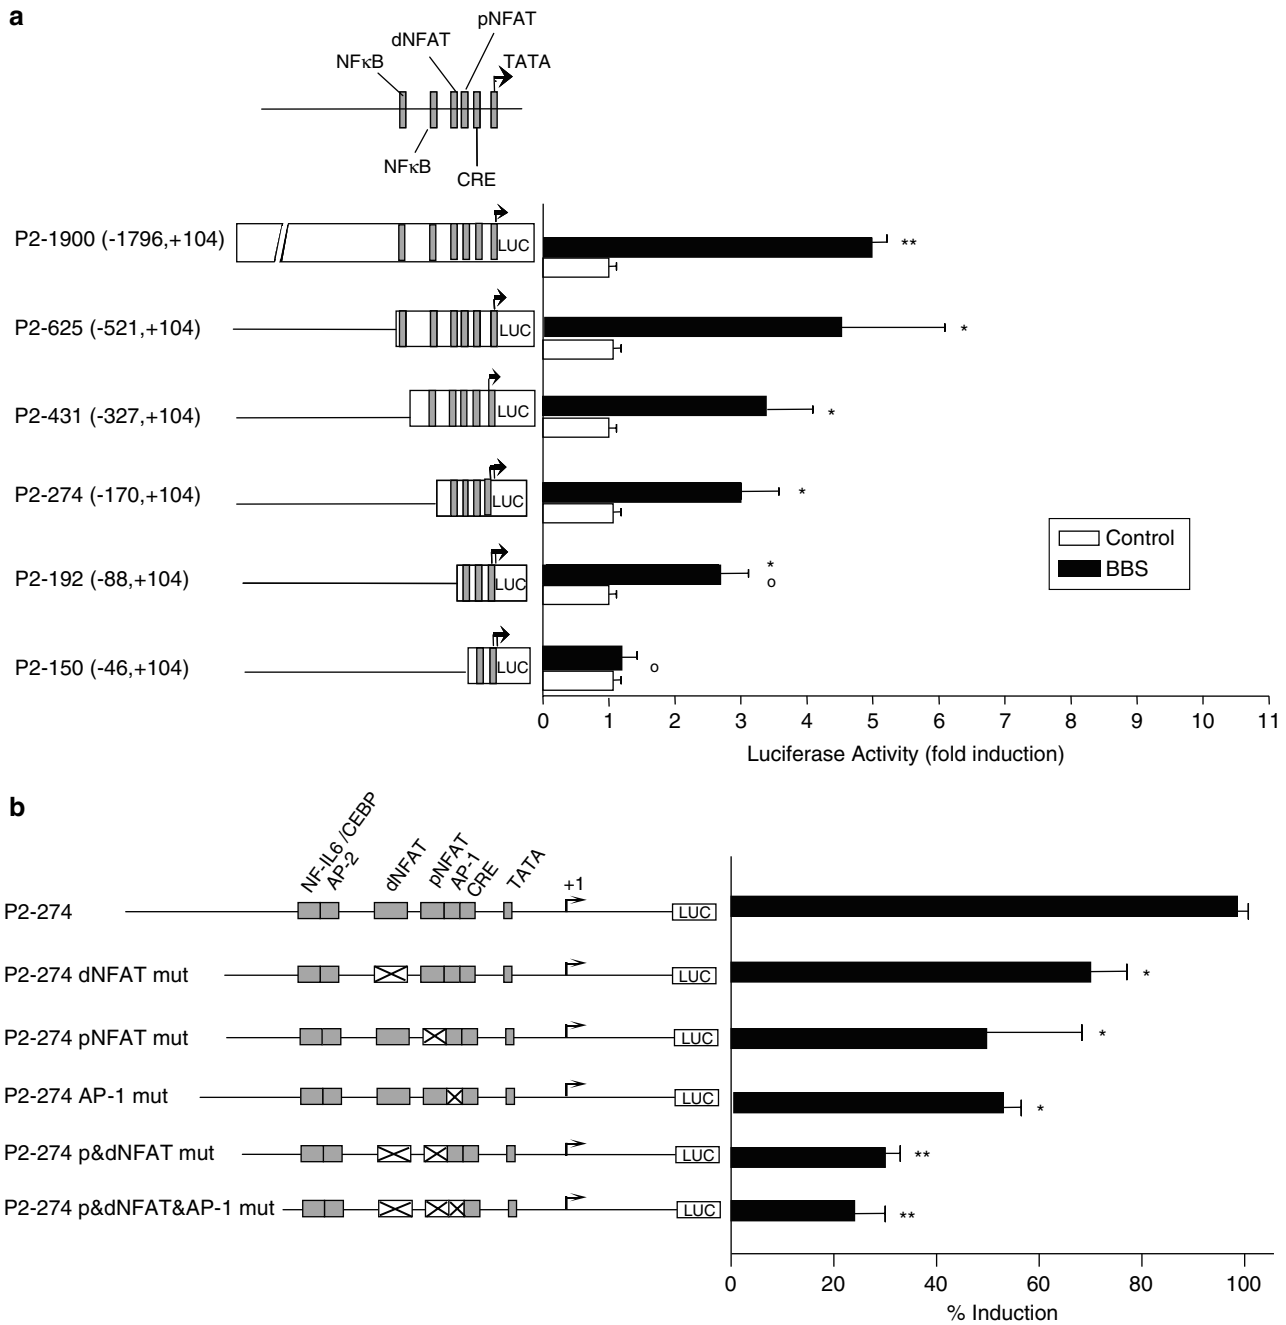 a
pNFAT
dNFAT
NFκB
TATA
NFκB
CRE
P2-1900 (-1796,+104)
LUC
**
P2-625 (-521,+104)
LUC
*
P2-431 (-327,+104)
LUC
*
P2-274 (-170,+104)
LUC
*
Control
BBS
P2-192 (-88,+104)
LUC
*
o
P2-150 (-46,+104)
LUC
o
0 1 2 3 4 5 6 7 8 9 10 11
Luciferase Activity (fold induction)
b
NF-IL6 /CEBP
AP-2
dNFAT
pNFAT
AP-1
CRE
TATA
+1
P2-274
LUC
P2-274 dNFAT mut
LUC
*
P2-274 pNFAT mut
LUC
*
P2-274 AP-1 mut
LUC
*
P2-274 p&dNFAT mut
LUC
**
P2-274 p&dNFAT&AP-1 mut
LUC
**
0 20 40 60 80 100
% Induction